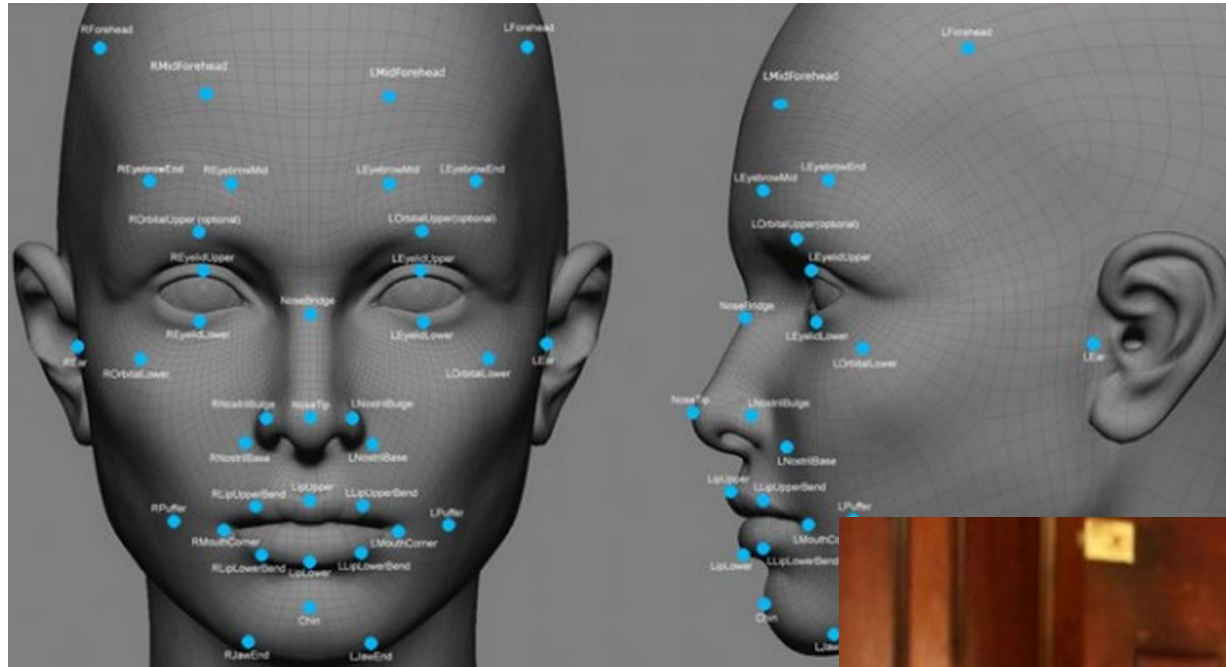 RForehead
LForehead
RMidForehead
LMidForehead
REyebrowEnd
REyebrowMid
LEyebrowMid
LEyebrowEnd
ROrbitalUpper (optional)
LOrbitalUpper(optional)
REyelidUpper
LEyelidUpper
NoseBridge
REyelidLower
LEyelidLower
REar
LEar
ROrbitalLower
LOrbitalLower
RNostrilBulge
NoseTip
LNostrilBulge
RNostrilBase
LNostrilBase
LipUpper
RLipUpperBend
LLipUpperBend
RPuffer
LPuffer
RMouthCorner
LMouthCorner
RLipLowerBend
LipLower
LLipLowerBend
Chin
RJawEnd
LJawEnd
LForehead
LMidForehead
LEyebrowEnd
LEyebrowMid
LOrbitalUpper(optional)
LEyelidUpper
NoseBridge
LEyelidLower
LOrbitalLower
LEar
NoseTip
LNostrilBulge
LNostrilBase
LipUpper
LLipUpperBend
LPuffer
LMouthCo
LipLower
LLipLowerBend
Chin
LJaw